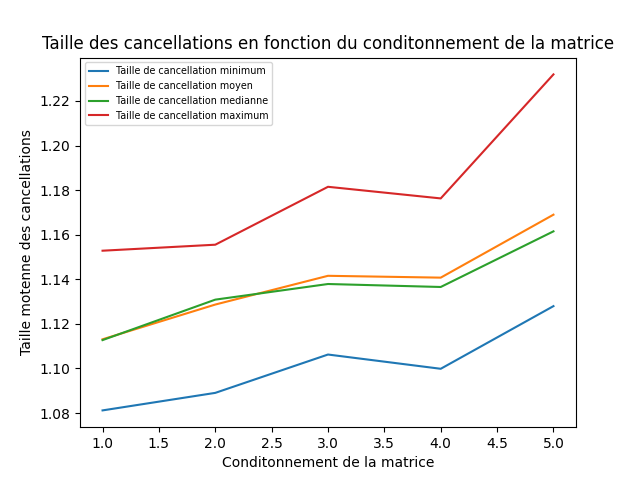 Taille des cancellations en fonction du conditonnement de la matrice
Taille de cancellation minimum
Taille de cancellation moyen
Taille de cancellation medianne
Taille de cancellation maximum
Taille motenne des cancellations
1.22
1.20
1.18
1.16
1.14
1.12
1.10
1.08
1.0 1.5 2.0 2.5 3.0 3.5 4.0 4.5 5.0
Conditonnement de la matrice